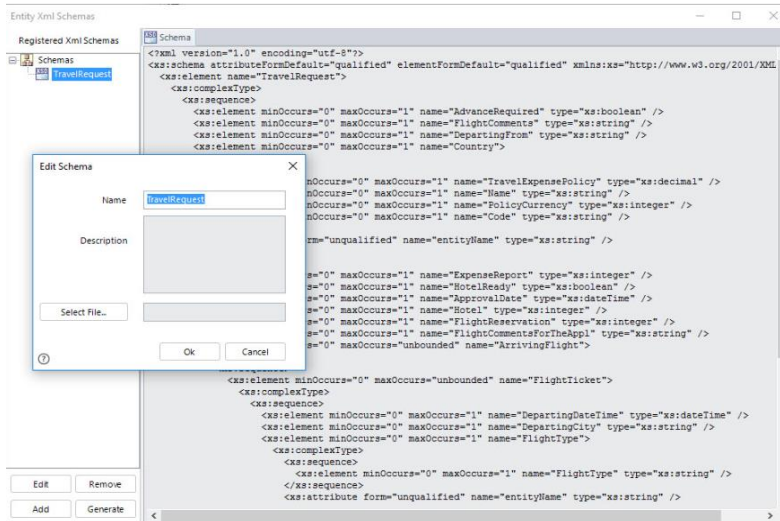 Entity Xml Schemas
Registered Xml Schemas
Schemas
TravelRequest
Schema
<?xml version="1.0" encoding="utf-8"?>
<xs:schema attributeFormDefault="qualified" elementFormDefault="qualified" xmlns:xs="http://www.w3.org/2001/XML
<xs:element name="TravelRequest">
<xs:complexType>
<xs:sequence>
<xs:element minOccurs="0" maxOccurs="1" name="AdvanceRequired" type="xs:boolean" />
<xs:element minOccurs="0" maxOccurs="1" name="FlightComments" type="xs:string" />
<xs:element minOccurs="0" maxOccurs="1" name="DepartingFrom" type="xs:string" />
<xs:element minOccurs="0" maxOccurs="1" name="Country">
nOccurs="0" maxOccurs="1" name="TravelExpensePolicy" type="xs:decimal" />
nOccurs="0" maxOccurs="1" name="Name" type="xs:string" />
nOccurs="0" maxOccurs="1" name="PolicyCurrency" type="xs:integer" />
nOccurs="0" maxOccurs="1" name="Code" type="xs:string" />
rm="unqualified" name="entityName" type="xs:string" />
s="0" maxOccurs="1" name="ExpenseReport" type="xs:integer" />
s="0" maxOccurs="1" name="HotelReady" type="xs:boolean" />
s="0" maxOccurs="1" name="ApprovalDate" type="xs:dateTime" />
s="0" maxOccurs="1" name="Hotel" type="xs:integer" />
s="0" maxOccurs="1" name="FlightReservation" type="xs:integer" />
s="0" maxOccurs="1" name="FlightCommentsForTheAppl" type="xs:string" />
s="0" maxOccurs="unbounded" name="ArrivingFlight">
<xs:element minOccurs="0" maxOccurs="unbounded" name="FlightTicket">
<xs:complexType>
<xs:sequence>
<xs:element minOccurs="0" maxOccurs="1" name="DepartingDateTime" type="xs:dateTime" />
<xs:element minOccurs="0" maxOccurs="1" name="DepartingCity" type="xs:string" />
<xs:element minOccurs="0" maxOccurs="1" name="FlightType">
<xs:complexType>
<xs:sequence>
<xs:element minOccurs="0" maxOccurs="1" name="FlightType" type="xs:string" />
</xs:sequence>
<xs:attribute form="unqualified" name="entityName" type="xs:string" />
Edit Schema
Name
TravelRequest
Description
Select File...
Ok
Cancel
Edit
Remove
Add
Generate